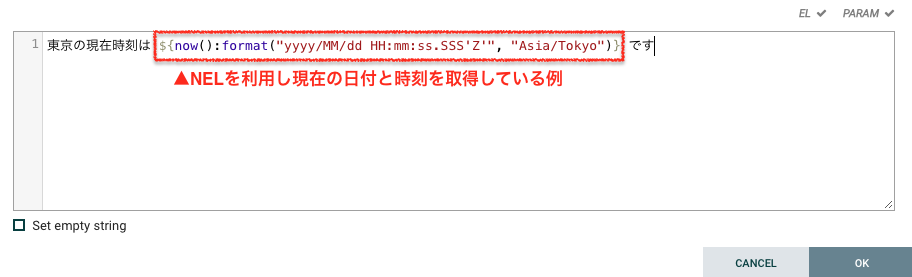 EL ✓ PARAM ✓
1 東京の現在時刻は ${now():format("yyyy/MM/dd HH:mm:ss.SSS'Z'", "Asia/Tokyo")} です
▲NELを利用し現在の日付と時刻を取得している例
Set empty string
CANCEL OK